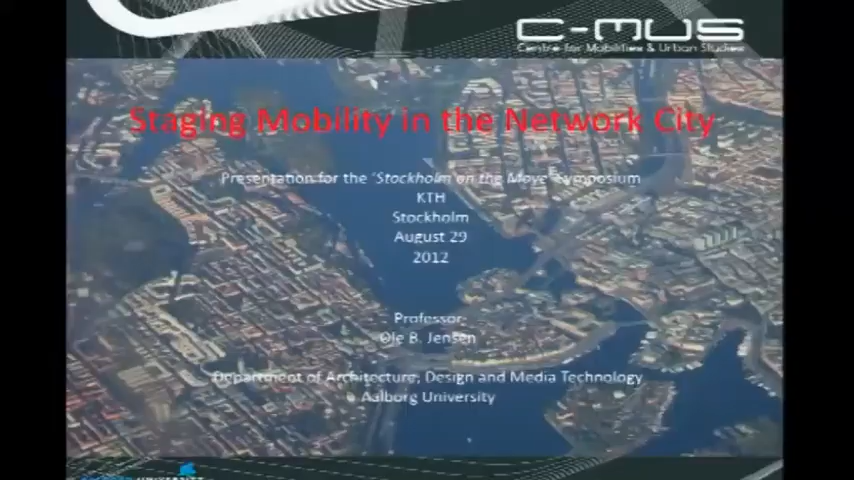 C-MUS
Centre for Mobilities & Urban Studies
Staging Mobility in the Network City
Presentation for the 'Stockholm on the Move' Symposium
KTH
Stockholm
August 29
2012
Professor
Ole B. Jensen
Department of Architecture, Design and Media Technology
Aalborg University